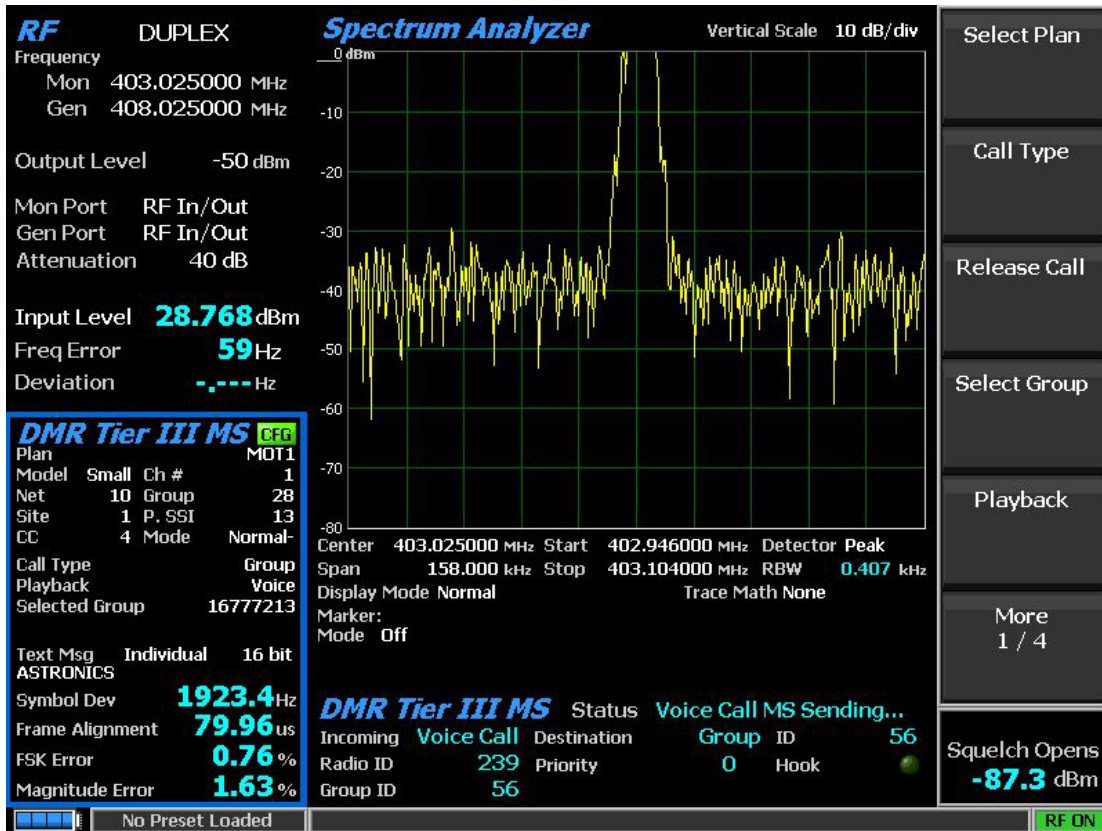 RF DUPLEX
Frequency
Mon 403.025000 MHz
Gen 408.025000 MHz
Output Level -50 dBm
Mon Port RF In/Out
Gen Port RF In/Out
Attenuation 40 dB
Input Level 28.768 dBm
Freq Error 59 Hz
Deviation -.--- Hz
DMR Tier III MS CFG
Plan MOT1
Model Small Ch # 1
Net 10 Group 28
Site 1 P. SSI 13
CC 4 Mode Normal-
Call Type Group
Playback Voice
Selected Group 16777213
Text Msg Individual 16 bit
ASTRONICS
Symbol Dev 1923.4 Hz
Frame Alignment 79.96 us
FSK Error 0.76 %
Magnitude Error 1.63 %
Spectrum Analyzer Vertical Scale 10 dB/div
0 dBm
-10
-20
-30
-40
-50
-60
-70
-80
Center 403.025000 MHz Start 402.946000 MHz Detector Peak
Span 158.000 kHz Stop 403.104000 MHz RBW 0.407 kHz
Display Mode Normal Trace Math None
Marker:
Mode Off
DMR Tier III MS Status Voice Call MS Sending...
Incoming Voice Call Destination Group ID 56
Radio ID 239 Priority 0 Hook
Group ID 56
Select Plan
Call Type
Release Call
Select Group
Playback
More
1 / 4
Squelch Opens
-87.3 dBm
No Preset Loaded
RF ON